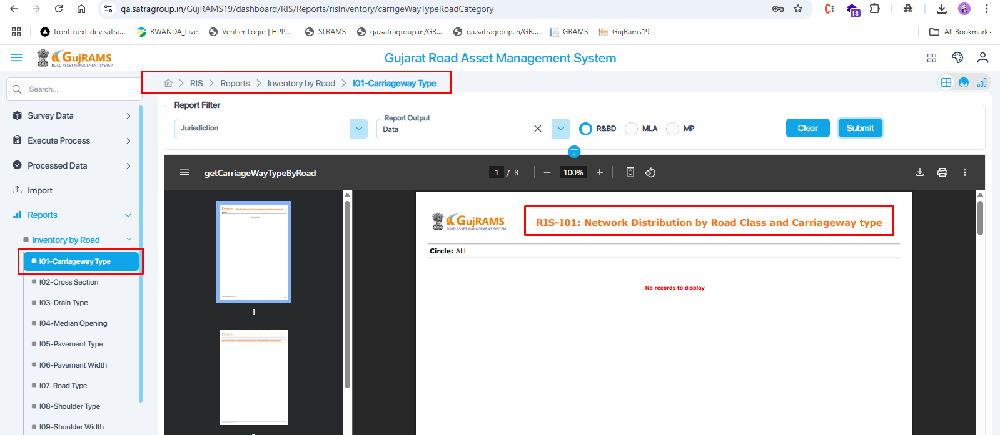 qa.satragroup.in/GujRAMS19/dashboard/RIS/Reports/risInventory/carrigeWayTypeRoadCategory
18
front-next-dev.satra...
RWANDA_Live
Verifier Login | HPP...
SLRAMS
qa.satragroup.in/GR...
qa.satragroup.in/GR...
GRAMS
GujRams19
All Bookmarks
GujRAMS
ROAD ASSET MANAGEMENT SYSTEM
Gujarat Road Asset Management System
Search...
RIS
Reports
Inventory by Road
I01-Carriageway Type
Survey Data
Execute Process
Processed Data
Import
Reports
Inventory by Road
I01-Carriageway Type
I02-Cross Section
I03-Drain Type
I04-Median Opening
I05-Pavement Type
I06-Pavement Width
I07-Road Type
I08-Shoulder Type
I09-Shoulder Width
Report Filter
Jurisdiction
Report Output
Data
R&BD
MLA
MP
Clear
Submit
getCarriageWayTypeByRoad
1 / 3
100%
1
GujRAMS
ROAD ASSET MANAGEMENT SYSTEM
RIS-I01: Network Distribution by Road Class and Carriageway type
Circle: ALL
No records to display